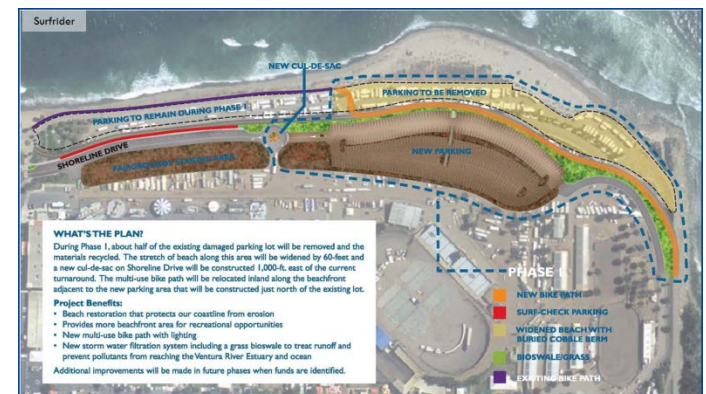 Surfrider
NEW CUL-DE-SAC
PARKING TO BE REMOVED
PARKING TO REMAIN DURING PHASE I
SHORELINE DRIVE
NEW PARKING
WHAT'S THE PLAN?
During Phase 1, about half of the existing damaged parking lot will be removed and the
materials recycled. The stretch of beach along this area will be widened by 60-feet and
a new cul-de-sac on Shoreline Drive will be constructed 1,000-ft. east of the current
turnaround. The multi-use bike path will be relocated inland along the beachfront
adjacent to the new parking area that will be constructed just north of the existing lot.
Project Benefits:
• Beach restoration that protects our coastline from erosion
• Provides more beachfront area for recreational opportunities
• New multi-use bike path with lighting
• New storm water filtration system including a grass bioswale to treat runoff and
prevent pollutants from reaching the Ventura River Estuary and ocean
Additional improvements will be made in future phases when funds are identified.
PHASE I
NEW BIKE PATH
SURF-CHECK PARKING
WIDENED BEACH WITH
BURIED COBBLE BERM
BIOSWALE/GRASS
EXISTING BIKE PATH